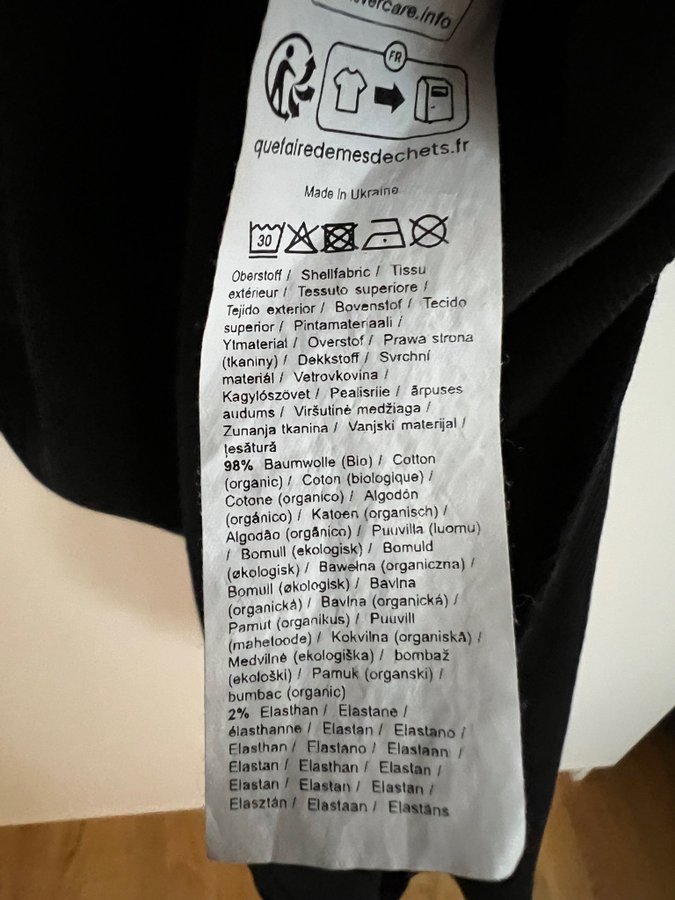 vercare.info
FR
quefairedemesdechets.fr
Made In Ukraine
30
Oberstoff / Shellfabric / Tissu
extérieur / Tessuto superiore /
Tejido exterior / Bovenstof / Tecido
superior / Pintamateriaali /
Ytmaterial / Overstof / Prawa strona
(tkaniny) / Dekkstoff / Svrchní
materiál / Vetrovkovina /
Kagylószövet / Pealisriie / ārpuses
audums / Viršutinė medžiaga /
Zunanja tkanina / Vanjski materijal /
ţesătură
98% Baumwolle (Bio) / Cotton
(organic) / Coton (biologique) /
Cotone (organico) / Algodón
(orgánico) / Katoen (organisch) /
Algodão (orgânico) / Puuvilla (luomu)
/ Bomull (ekologisk) / Bomuld
(økologisk) / Bawełna (organiczna) /
Bomull (økologisk) / Bavlna
(organická) / Bavlna (organická) /
Pamut (organikus) / Puuvill
(maheloode) / Kokvilna (organiskā) /
Medvilnė (ekologiška) / bombaž
(ekološki) / Pamuk (organski) /
bumbac (organic)
2% Elasthan / Elastane /
élasthanne / Elastan / Elastano /
Elasthan / Elastano / Elastaan /
Elastan / Elasthan / Elastan /
Elastan / Elastan / Elastan /
Elasztán / Elastaan / Elastāns